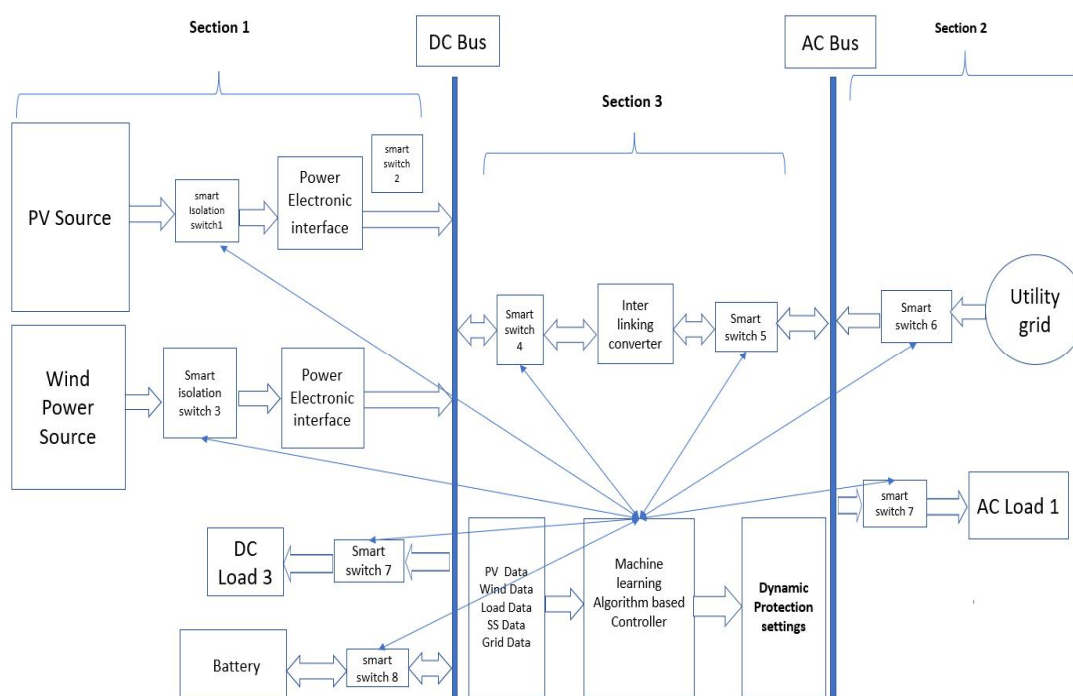 Section 1
DC Bus
AC Bus
Section 2
Section 3
smart
switch
2
PV Source
smart
Isolation
switch1
Power
Electronic
interface
Smart
switch
4
Inter
linking
converter
Smart
switch 5
Smart
switch 6
Utility
grid
Wind
Power
Source
Smart
isolation
switch 3
Power
Electronic
interface
smart
switch 7
AC Load 1
DC
Load 3
Smart
switch 7
PV Data
Wind Data
Load Data
SS Data
Grid Data
Machine
learning
Algorithm based
Controller
Dynamic
Protection
settings
Battery
smart
switch 8